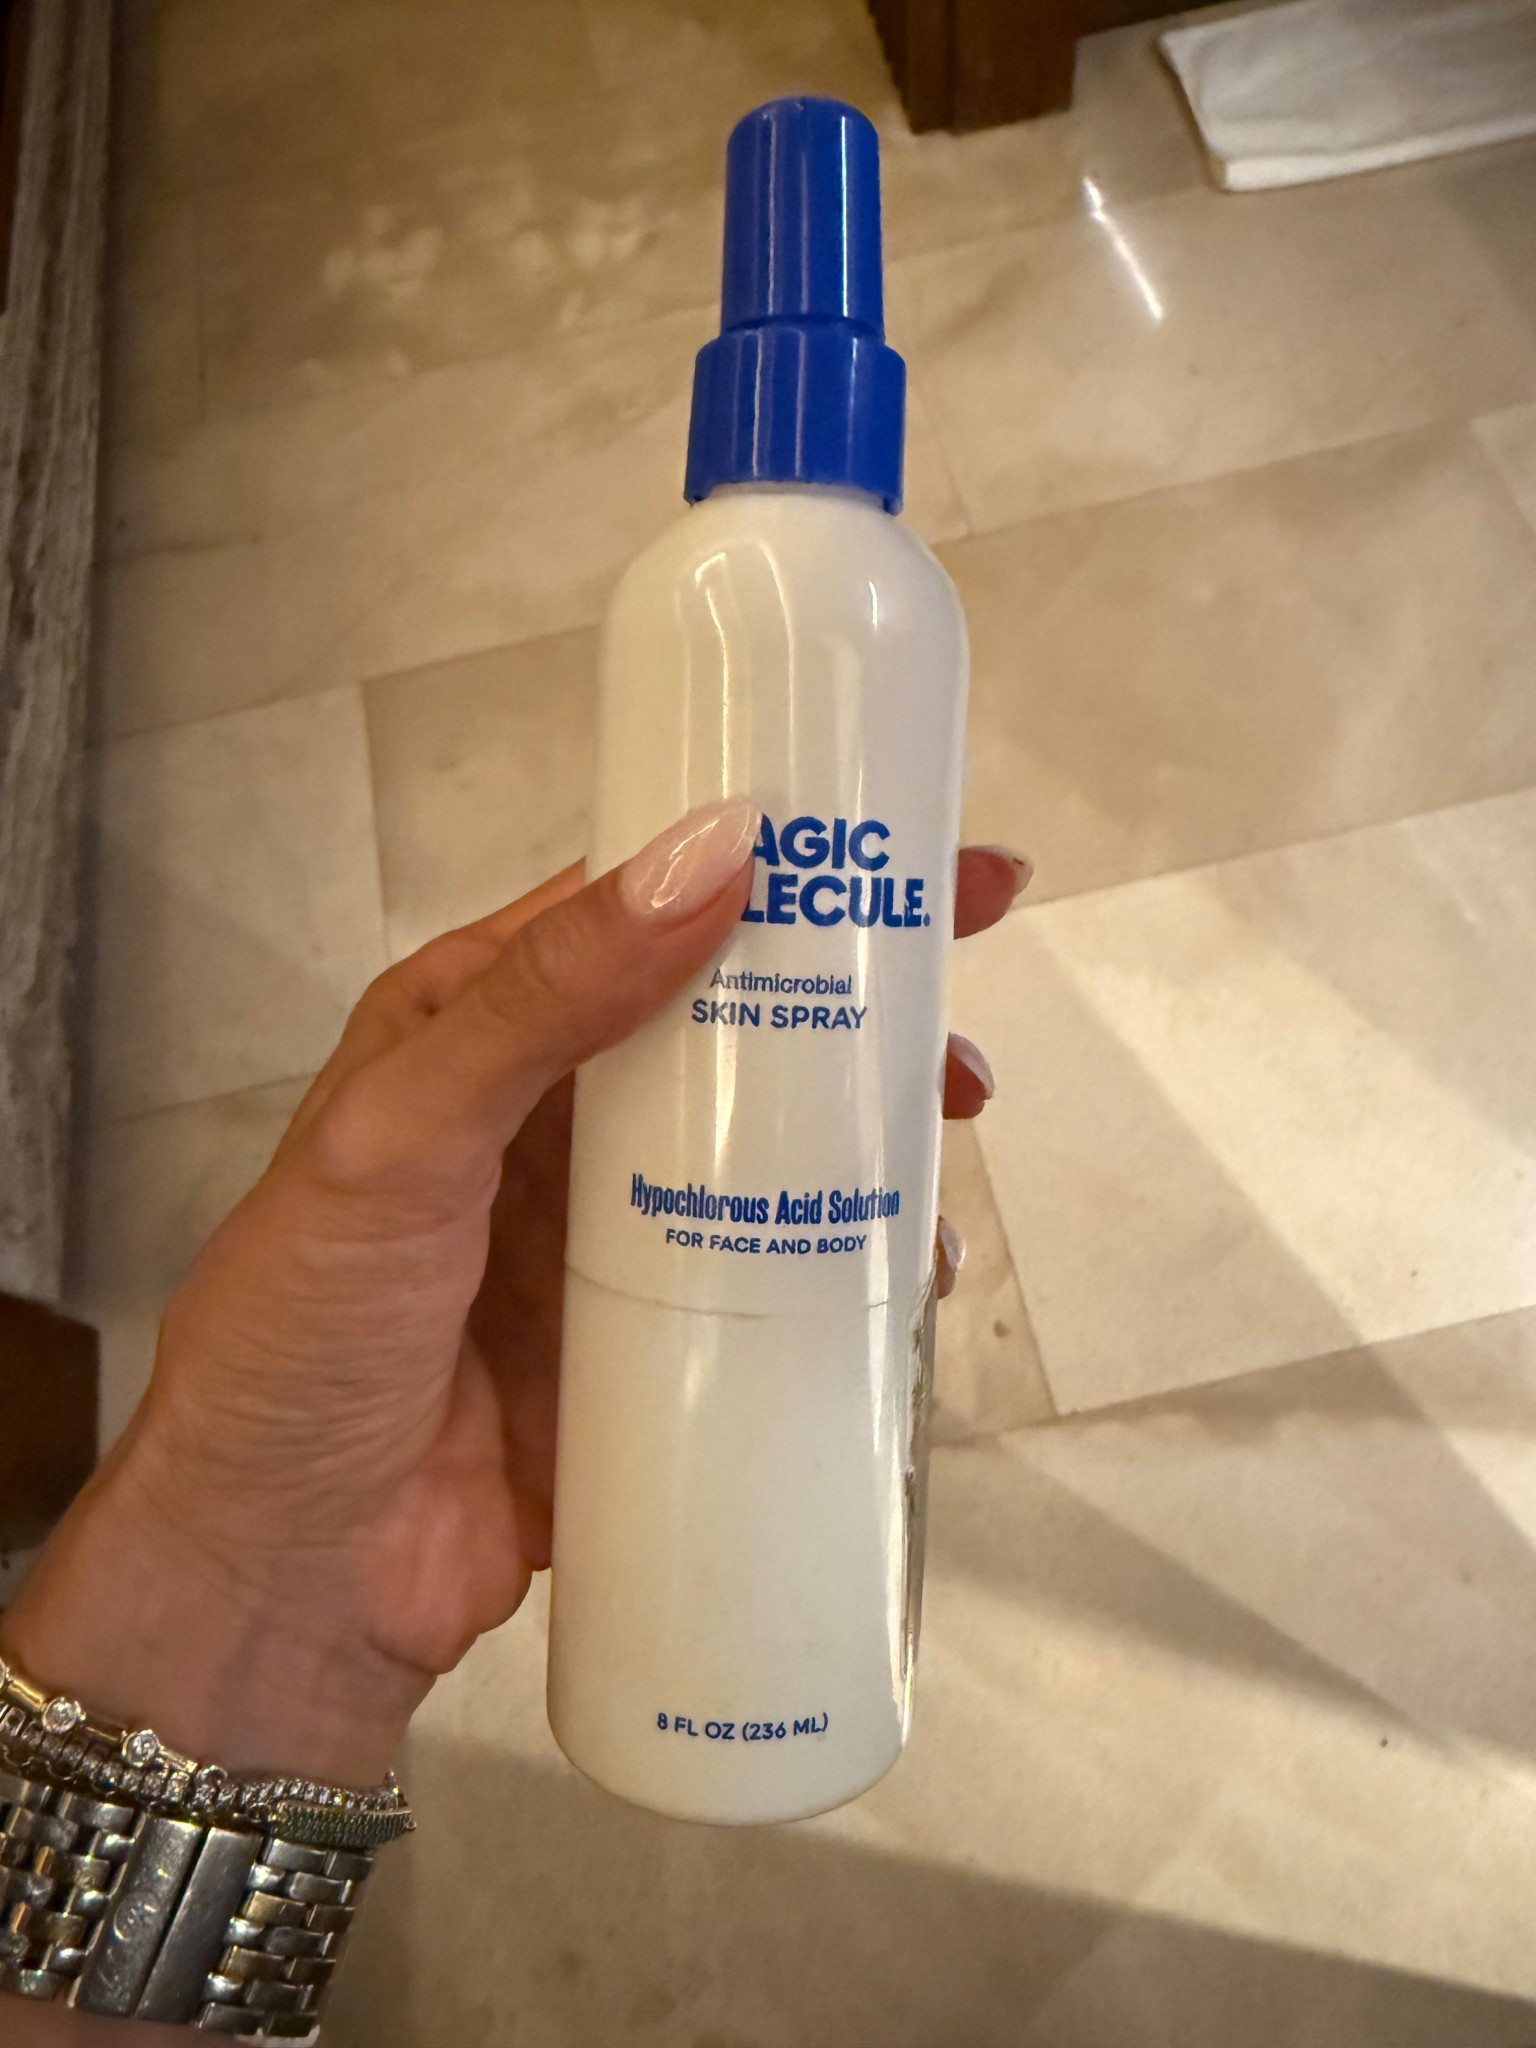 AGIC
LECULE.
Antimicrobial
SKIN SPRAY
Hypochlorous Acid Solution
FOR FACE AND BODY
8 FL OZ (236 ML)